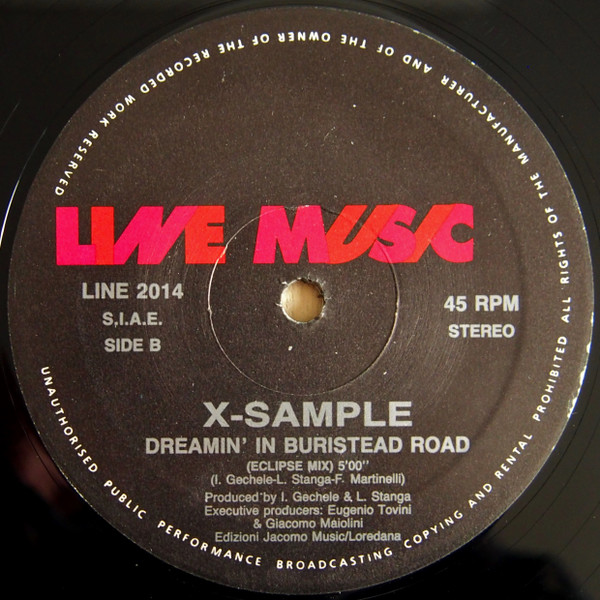 ALL RIGHTS OF THE MANUFACTURER AND OF THE OWNER OF THE RECORDED WORK RESERVED
LINE MUSIC
LINE 2014
S.I.A.E.
SIDE B
45 RPM
STEREO
X-SAMPLE
DREAMIN' IN BURISTEAD ROAD
(ECLIPSE MIX) 5'00"
(I. Gechele-L. Stanga-F. Martinelli)
Produced by I. Gechele & L. Stanga
Executive producers: Eugenio Tovini
& Giacomo Maiolini
Edizioni Jacomo Music/Loredana
UNAUTHORISED PUBLIC PERFORMANCE BROADCASTING COPYING AND RENTAL PROHIBITED